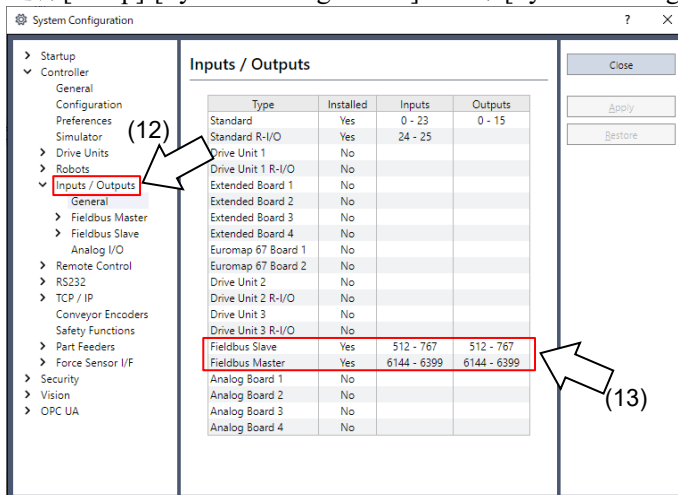 System Configuration ? ×
Startup
Controller
General
Configuration
Preferences
Simulator
Drive Units
Robots
Inputs / Outputs
General
Fieldbus Master
Fieldbus Slave
Analog I/O
Remote Control
RS232
TCP / IP
Conveyor Encoders
Safety Functions
Part Feeders
Force Sensor I/F
Security
Vision
OPC UA
(12)
Inputs / Outputs
Type Installed Inputs Outputs
Standard Yes 0 - 23 0 - 15
Standard R-I/O Yes 24 - 25
Drive Unit 1 No
Drive Unit 1 R-I/O No
Extended Board 1 No
Extended Board 2 No
Extended Board 3 No
Extended Board 4 No
Euromap 67 Board 1 No
Euromap 67 Board 2 No
Drive Unit 2 No
Drive Unit 2 R-I/O No
Drive Unit 3 No
Drive Unit 3 R-I/O No
Fieldbus Slave Yes 512 - 767 512 - 767
Fieldbus Master Yes 6144 - 6399 6144 - 6399
Analog Board 1 No
Analog Board 2 No
Analog Board 3 No
Analog Board 4 No
(13)
Close
Apply
Restore